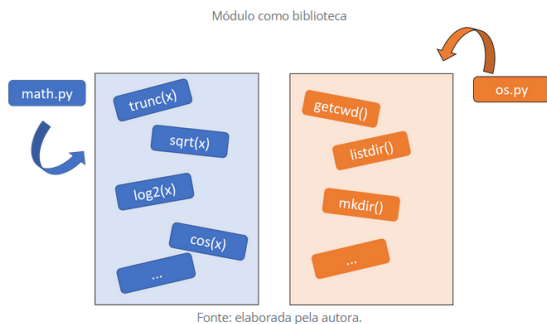 Módulo como biblioteca
math.py
trunc(x)
sqrt(x)
log2(x)
cos(x)
...
os.py
getcwd()
listdir()
mkdir()
...
Fonte: elaborada pela autora.